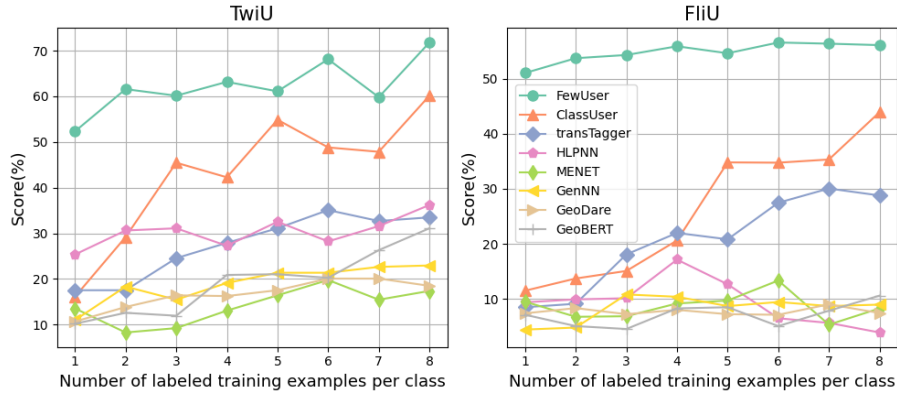 TwiU
FliU
Score(%)
70
60
50
40
30
20
10
1 2 3 4 5 6 7 8
Number of labeled training examples per class
Score(%)
50
40
30
20
10
FewUser
ClassUser
transTagger
HLPNN
MENET
GenNN
GeoDare
GeoBERT
1 2 3 4 5 6 7 8
Number of labeled training examples per class